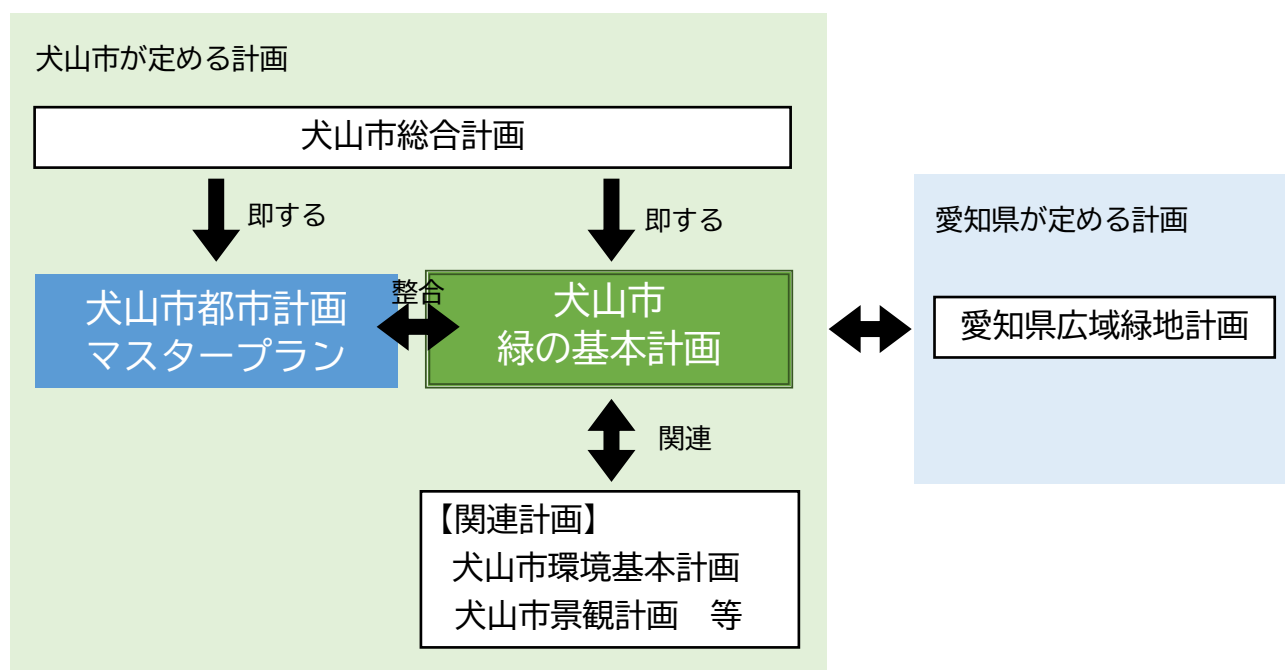 犬山市が定める計画
犬山市総合計画
即する
即する
愛知県が定める計画
犬山市都市計画
マスタープラン
整合
犬山市
緑の基本計画
愛知県広域緑地計画
関連
【関連計画】
犬山市環境基本計画
犬山市景観計画　等